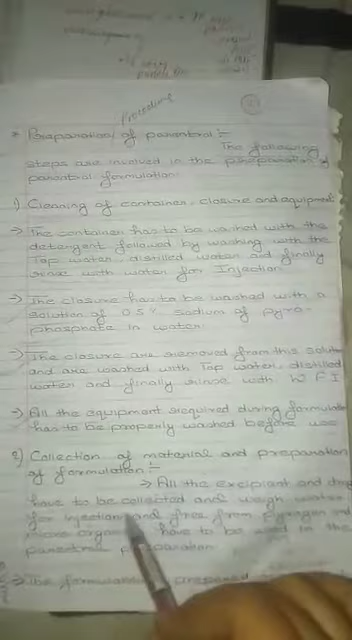 Procedure
* Preparation of parentral :-
The following
steps are involved in the preparation of
parentral formulation.
1) Cleaning of container, closure and equipment
→ The container has to be washed with the
detergent followed by washing with the
Tap water, distilled water and finally
rinse with water for Injection.
→ The closure has to be washed with a
solution of 0.5 % sodium of pyro-
phosphate in water.
→ The closure are removed from this solute
and are washed with Tap water, distilled
water and finally rinse with W F I
→ All the equipment required during formulation
has to be properly washed before use
2) Collection of material and preparation
of formulation :-
→ All the excipient and drug
have to be collected and weigh water
for injection and free from pyrogen and
micro organ have to be used in the
parentral preparation.
→ The formulation prepared